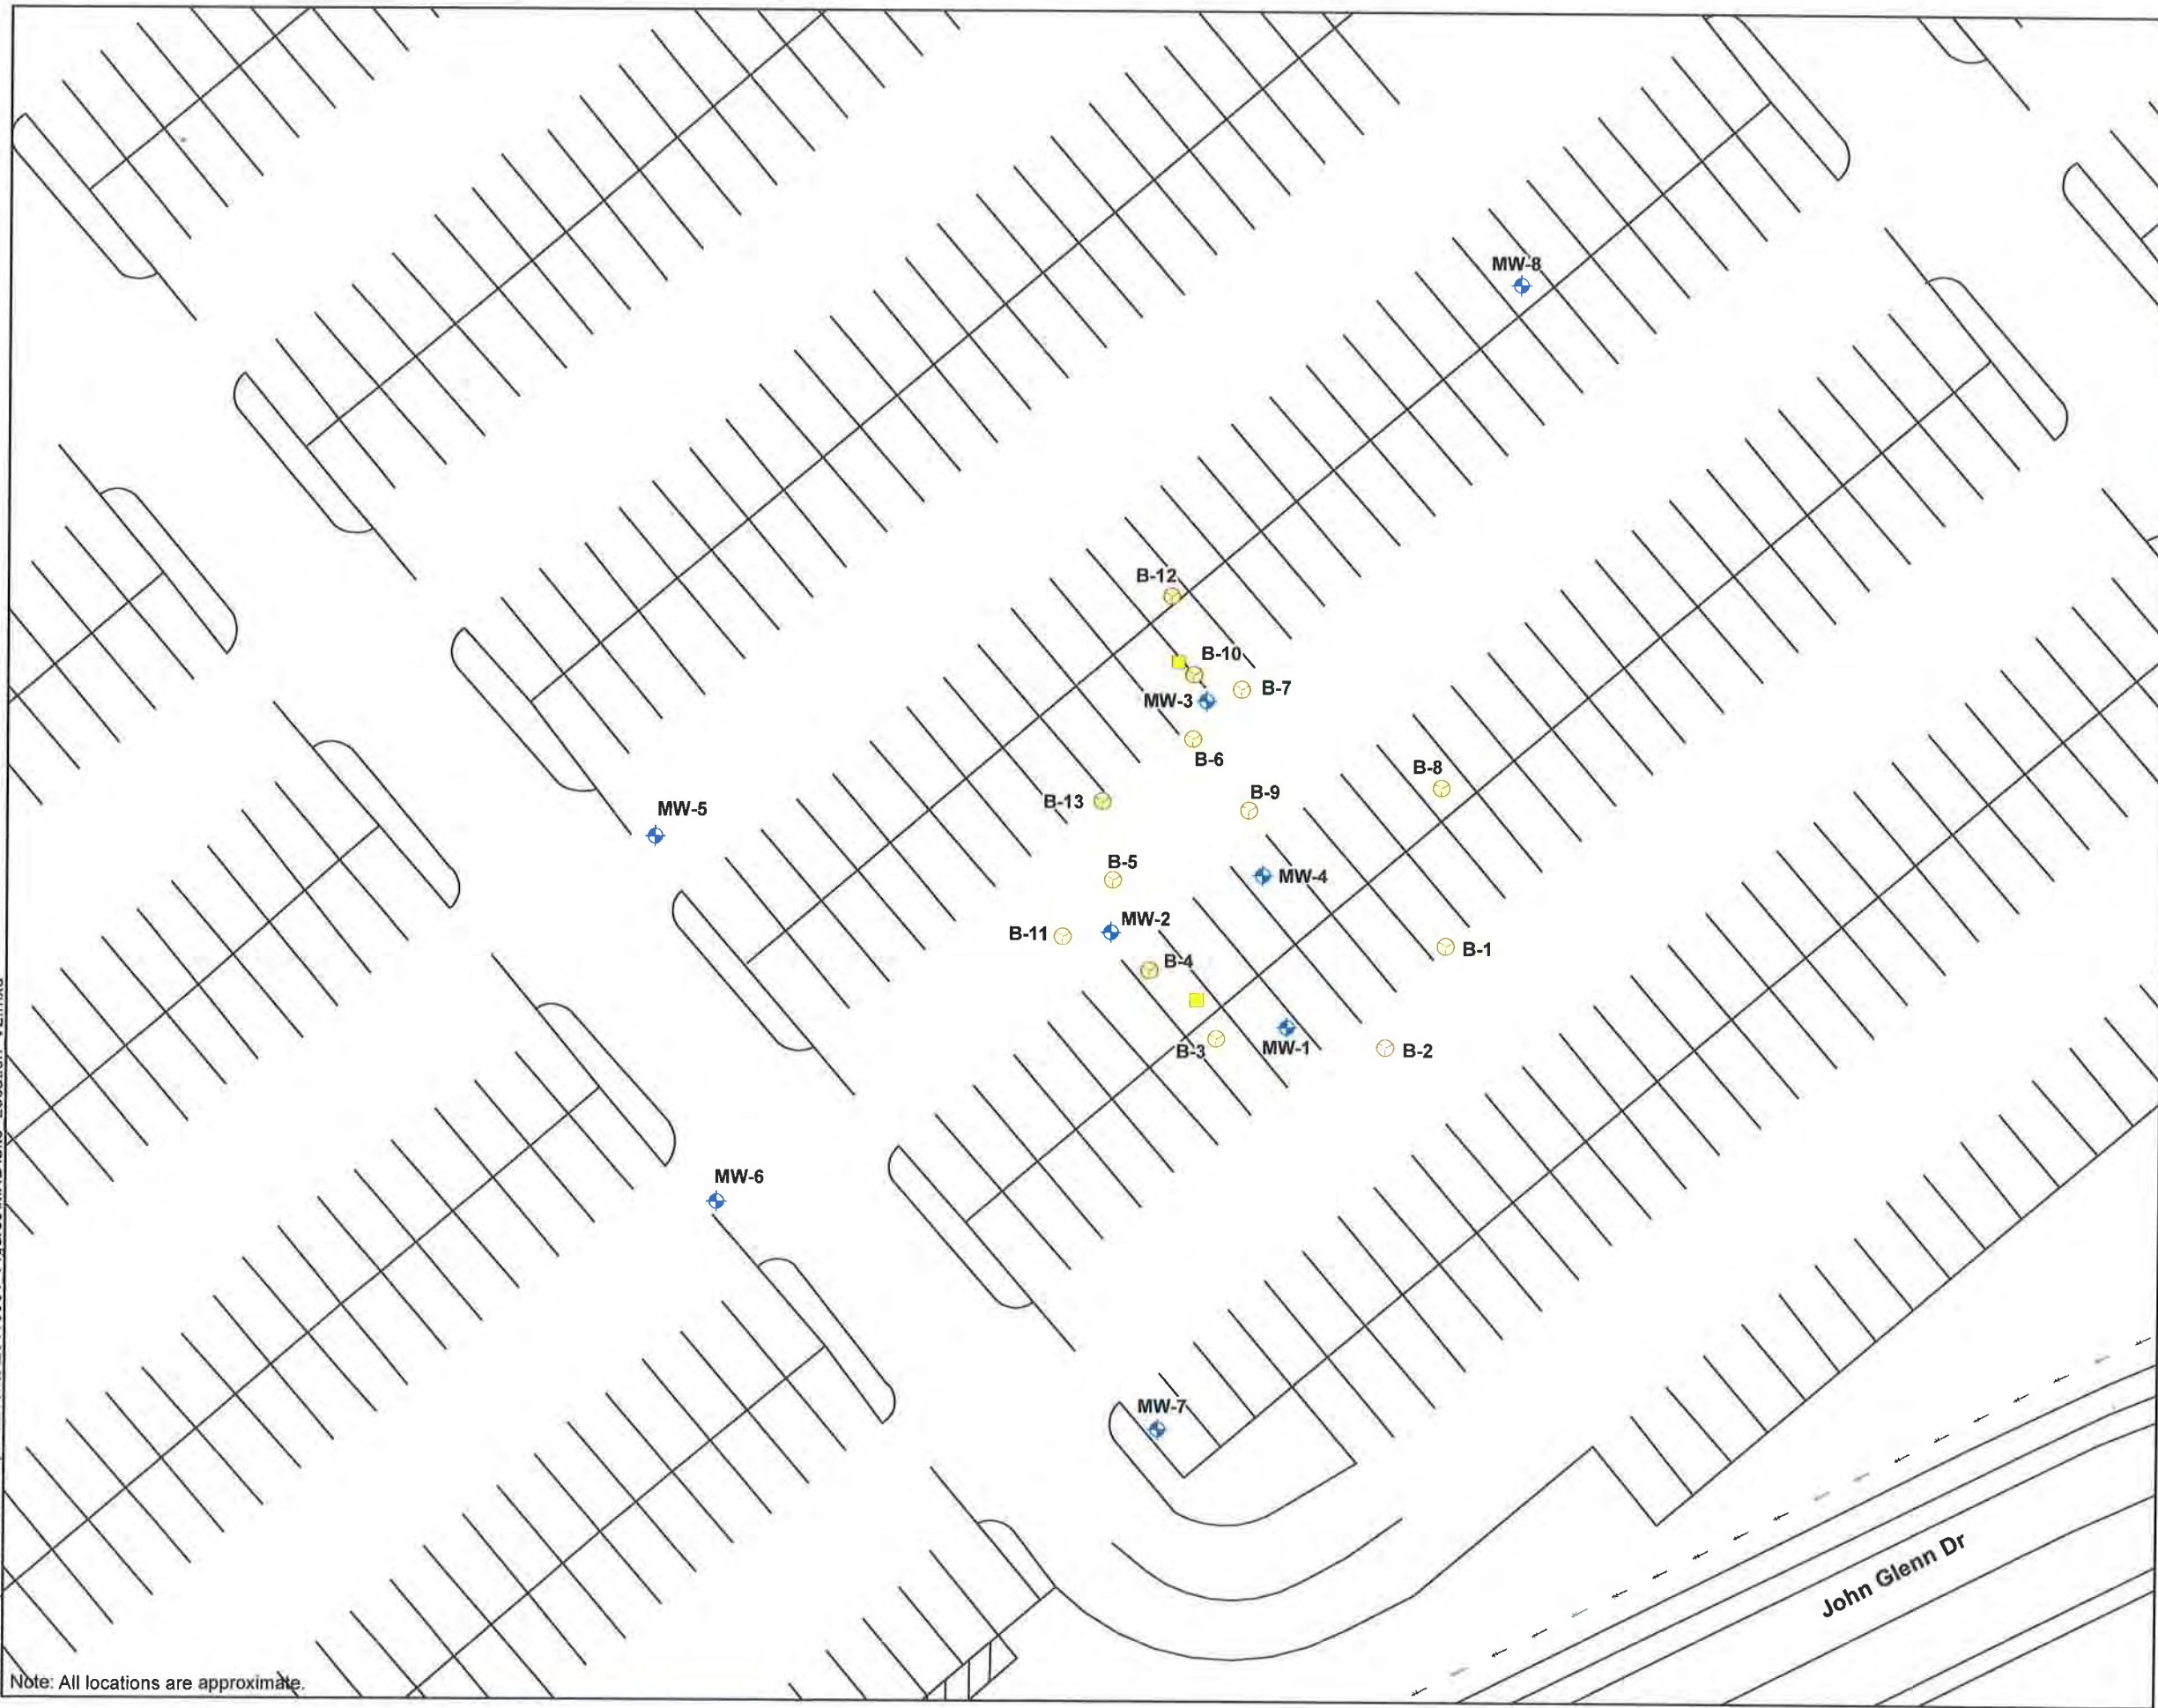 MW-8
B-12
B-10
B-7
MW-3
B-6
B-8
B-9
B-13
MW-5
B-5
MW-4
MW-2
B-11
B-1
B-4
B-3
MW-1
B-2
MW-6
MW-7
John Glenn Dr
Note: All locations are approximate.